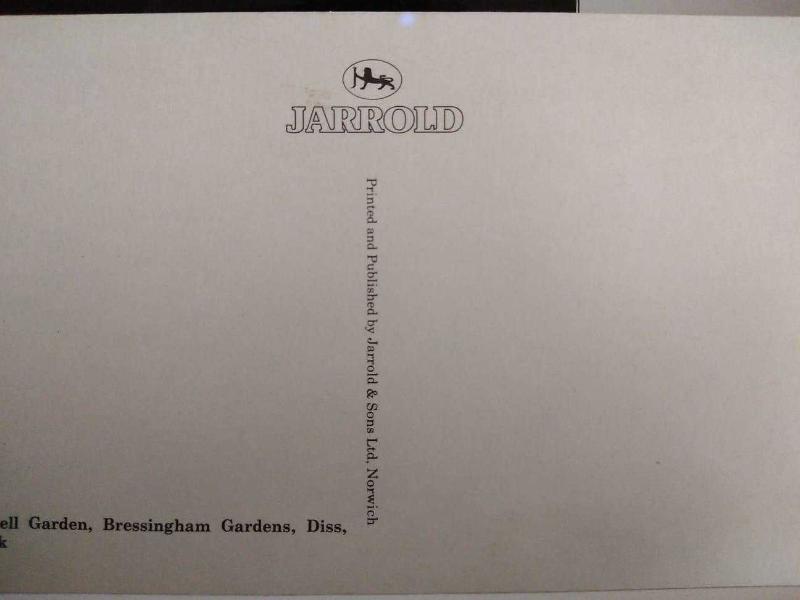 JARROLD
Printed and Published by Jarrold & Sons Ltd, Norwich
ell Garden, Bressingham Gardens, Diss,
k